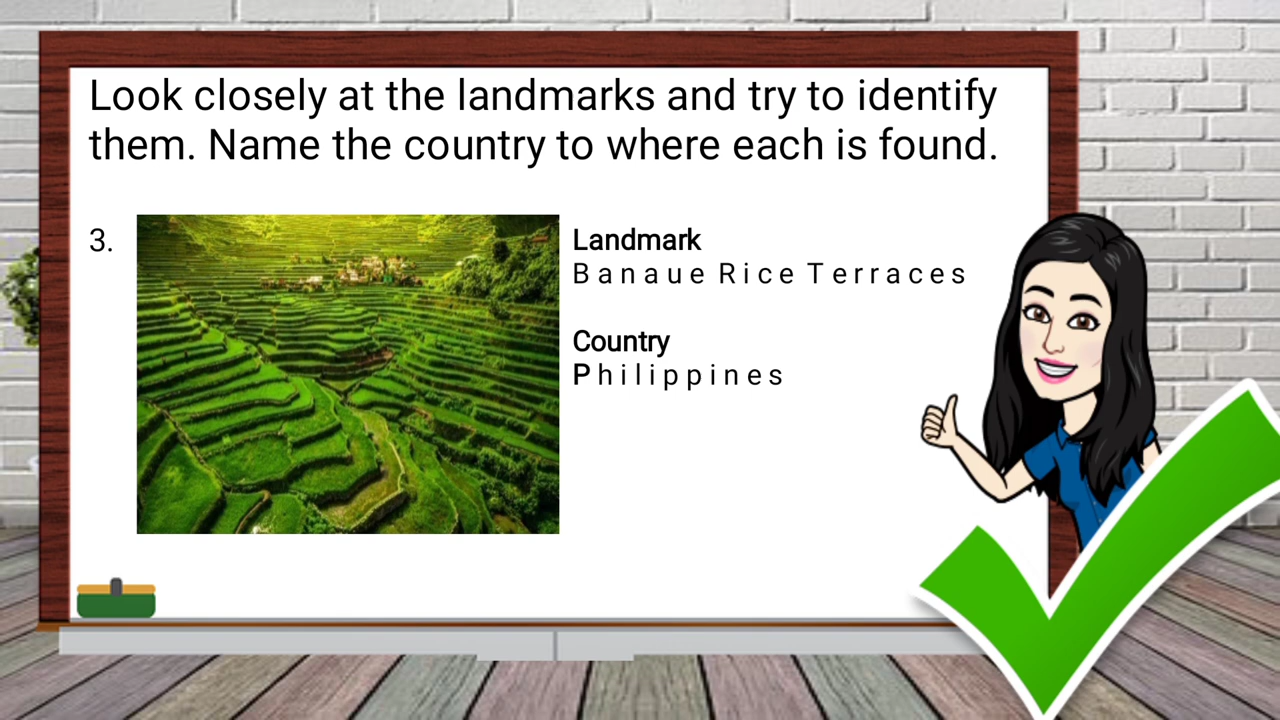 Look closely at the landmarks and try to identify
them. Name the country to where each is found.
3.
Landmark
Banaue Rice Terraces
Country
Philippines